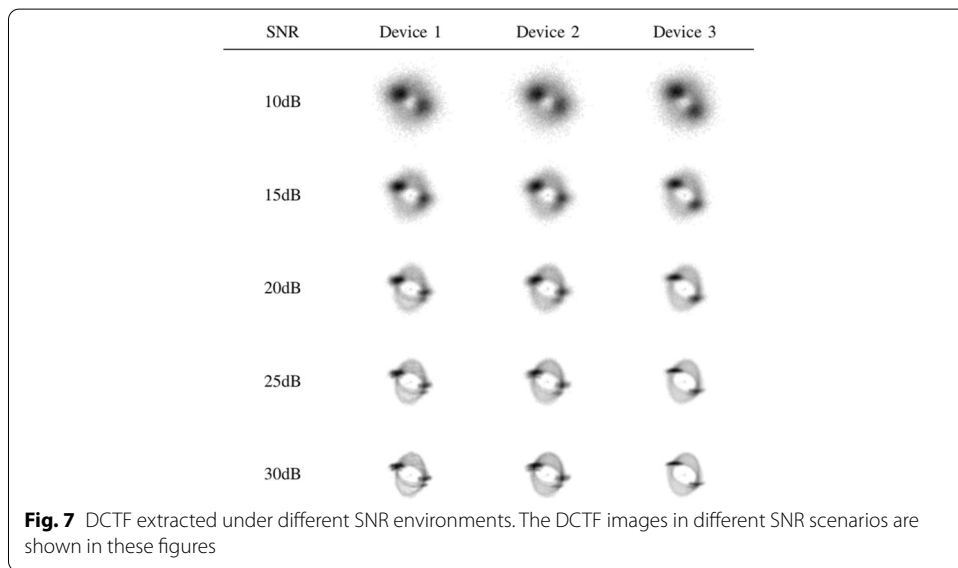 SNR Device 1 Device 2 Device 3
10dB
15dB
20dB
25dB
30dB
Fig. 7 DCTF extracted under different SNR environments. The DCTF images in different SNR scenarios are
shown in these figures